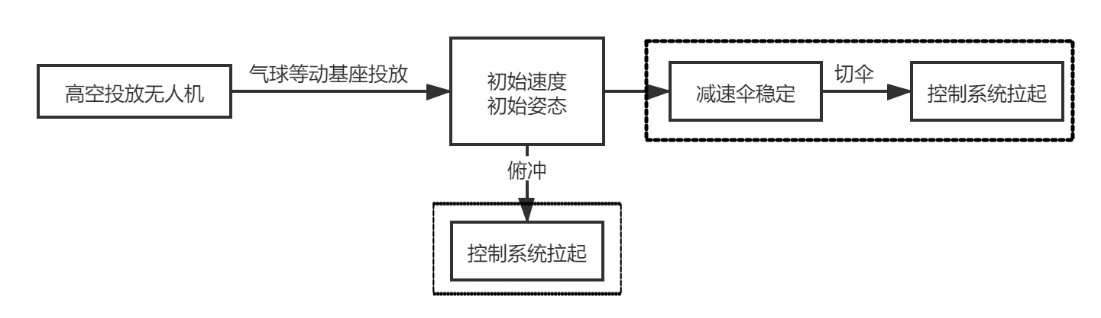 高空投放无人机
气球等动基座投放
初始速度
初始姿态
减速伞稳定
切伞
控制系统拉起
俯冲
控制系统拉起